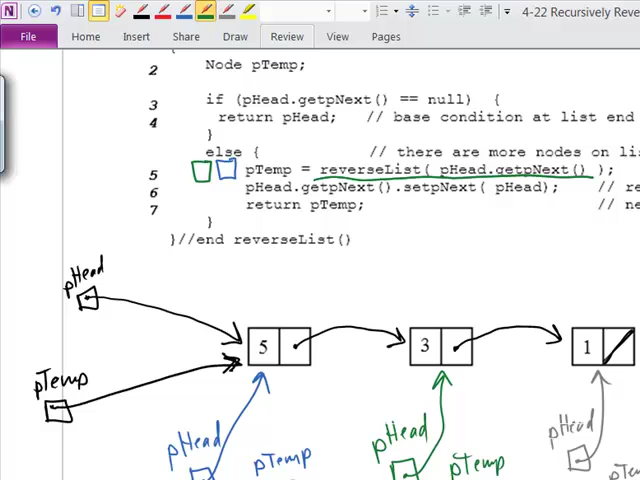 4-22 Recursively Reve
File Home Insert Share Draw Review View Pages
{
2 Node pTemp;
3 if (pHead.getpNext() == null) {
4 return pHead; // base condition at list end
}
else { // there are more nodes on lis
5 pTemp = reverseList( pHead.getpNext() );
6 pHead.getpNext().setpNext( pHead); // re
7 return pTemp; // ne
}
}//end reverseList()
pHead
5 3 1
pTemp
pHead pTemp pHead pTemp pHead pTe